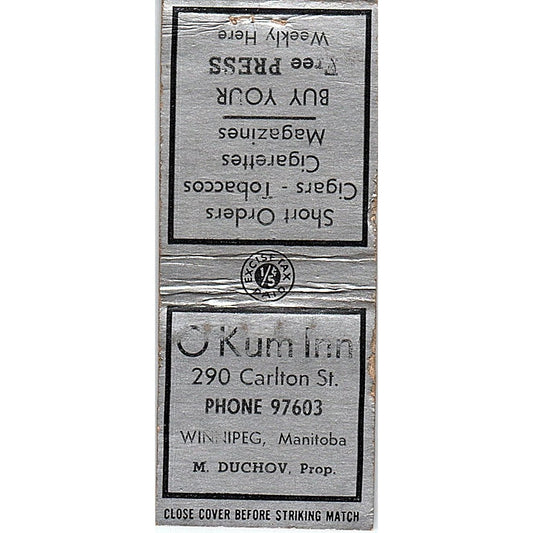 Short Orders
Cigars - Tobaccos
Cigarettes
Magazines
BUY YOUR
Free PRESS
Weekly Here
EXCISE TAX
1/5
PAID
O'Kum Inn
290 Carlton St.
PHONE 97603
WINNIPEG, Manitoba
M. DUCHOV, Prop.
CLOSE COVER BEFORE STRIKING MATCH